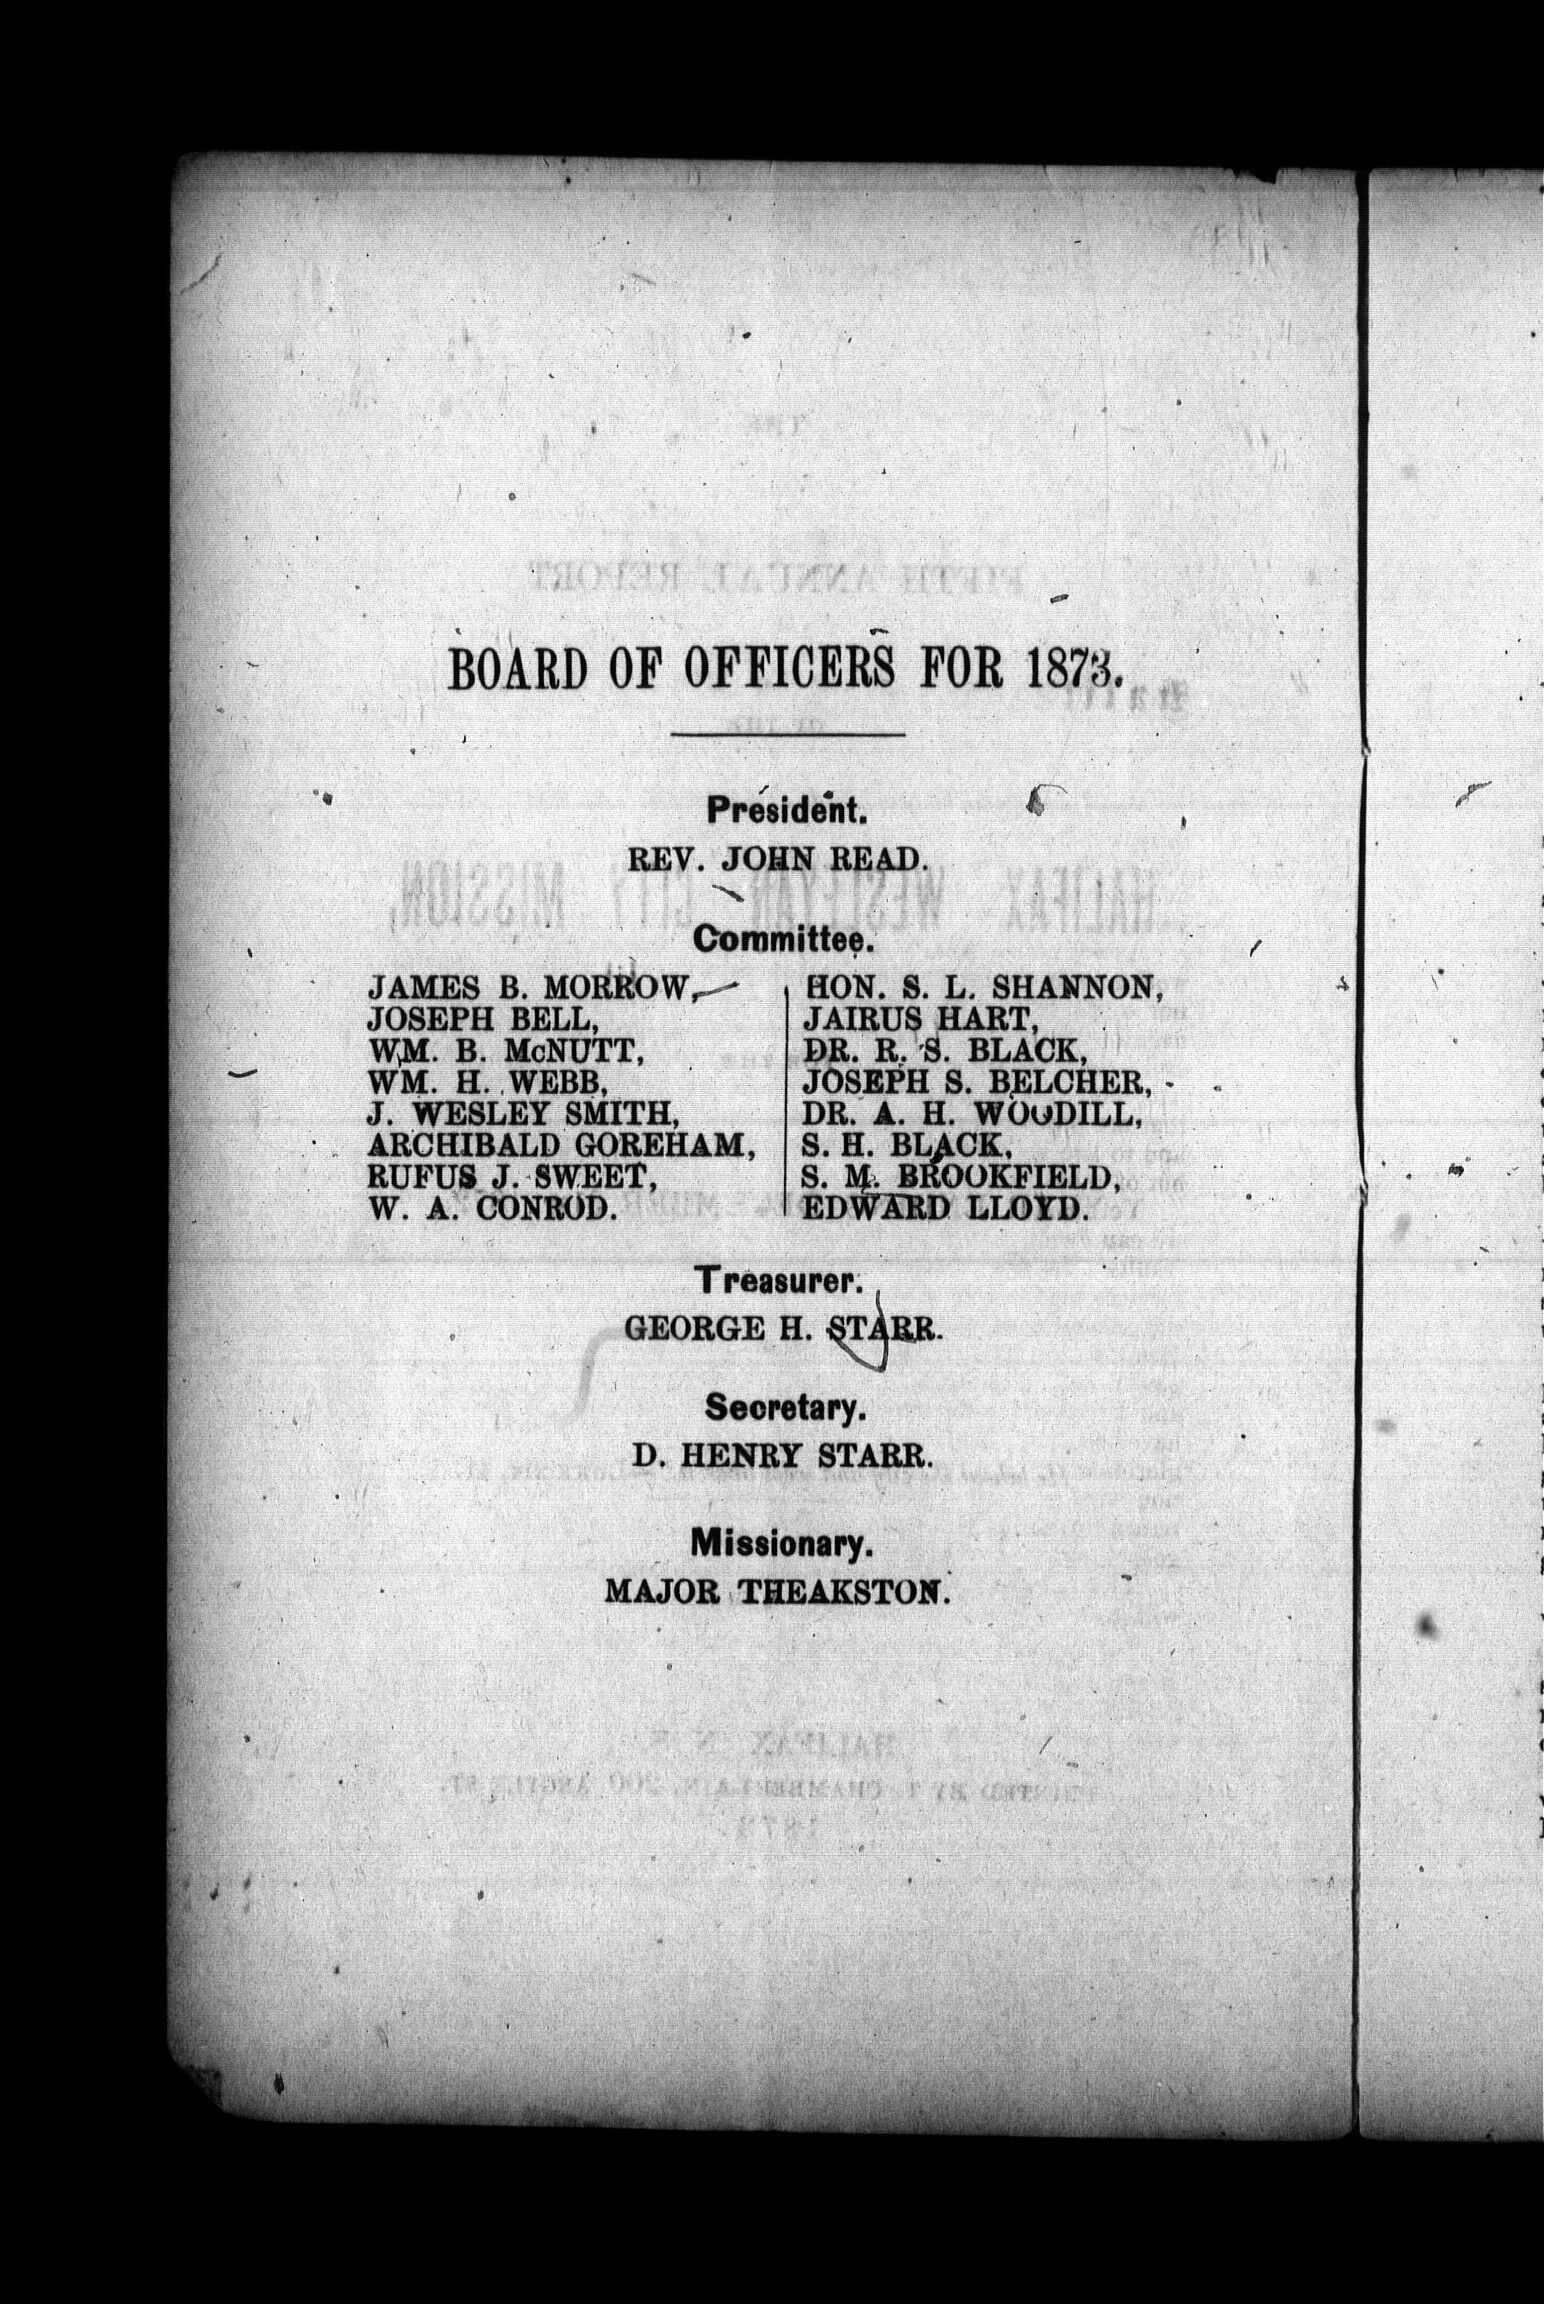 BOARD OF OFFICERS FOR 1873.
President.
REV. JOHN READ.
Committee.
JAMES B. MORROW,
JOSEPH BELL,
WM. B. McNUTT,
WM. H. WEBB,
J. WESLEY SMITH,
ARCHIBALD GOREHAM,
RUFUS J. SWEET,
W. A. CONROD.
HON. S. L. SHANNON,
JAIRUS HART,
DR. R. S. BLACK,
JOSEPH S. BELCHER,
DR. A. H. WOODILL,
S. H. BLACK,
S. M. BROOKFIELD,
EDWARD LLOYD.
Treasurer.
GEORGE H. STARR.
Secretary.
D. HENRY STARR.
Missionary.
MAJOR THEAKSTON.